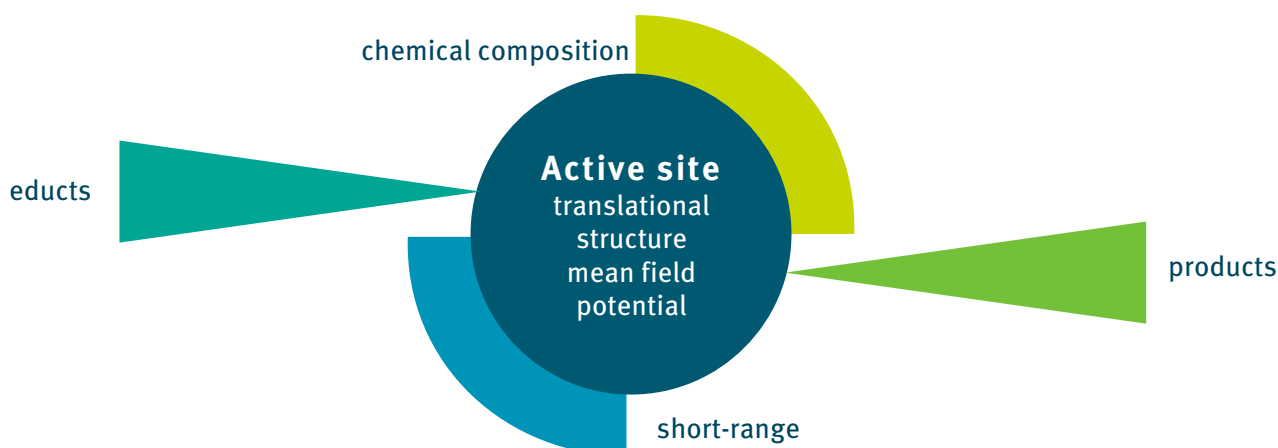 chemical composition
educts
Active site
translational
structure
mean field
potential
products
short-range